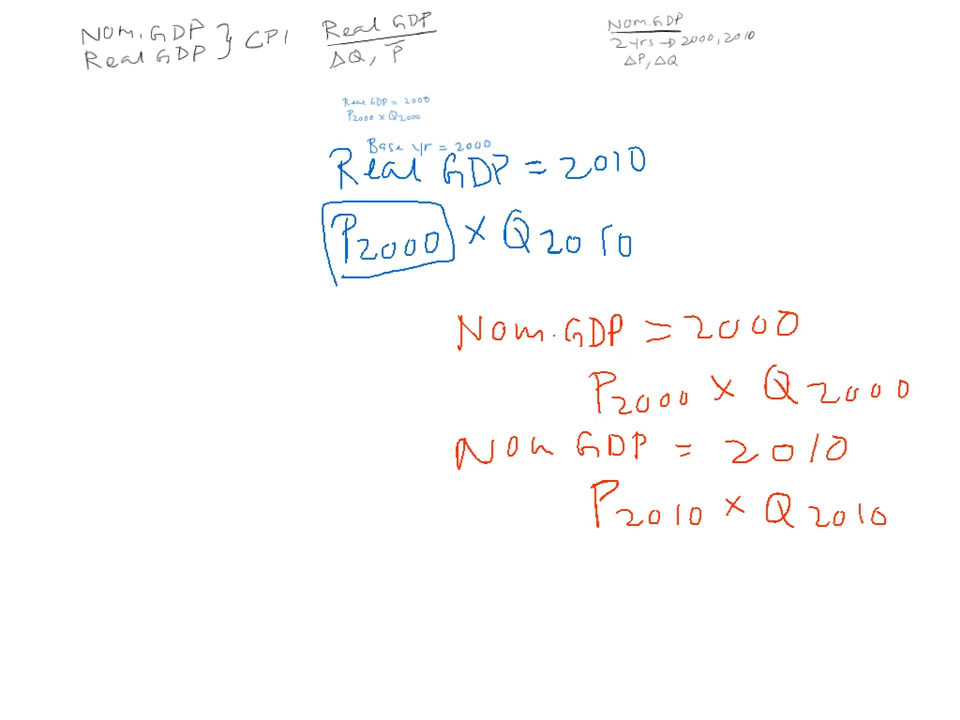 Nom. GDP
Real GDP } CPI
Real GDP
ΔQ, P̅
Nom. GDP
2 yrs → 2000, 2010
ΔP, ΔQ
Real GDP = 2000
P2000 x Q2000
Base yr = 2000
Real GDP = 2010
P2000 x Q2010
Nom. GDP = 2000
P2000 x Q2000
Nom GDP = 2010
P2010 x Q2010